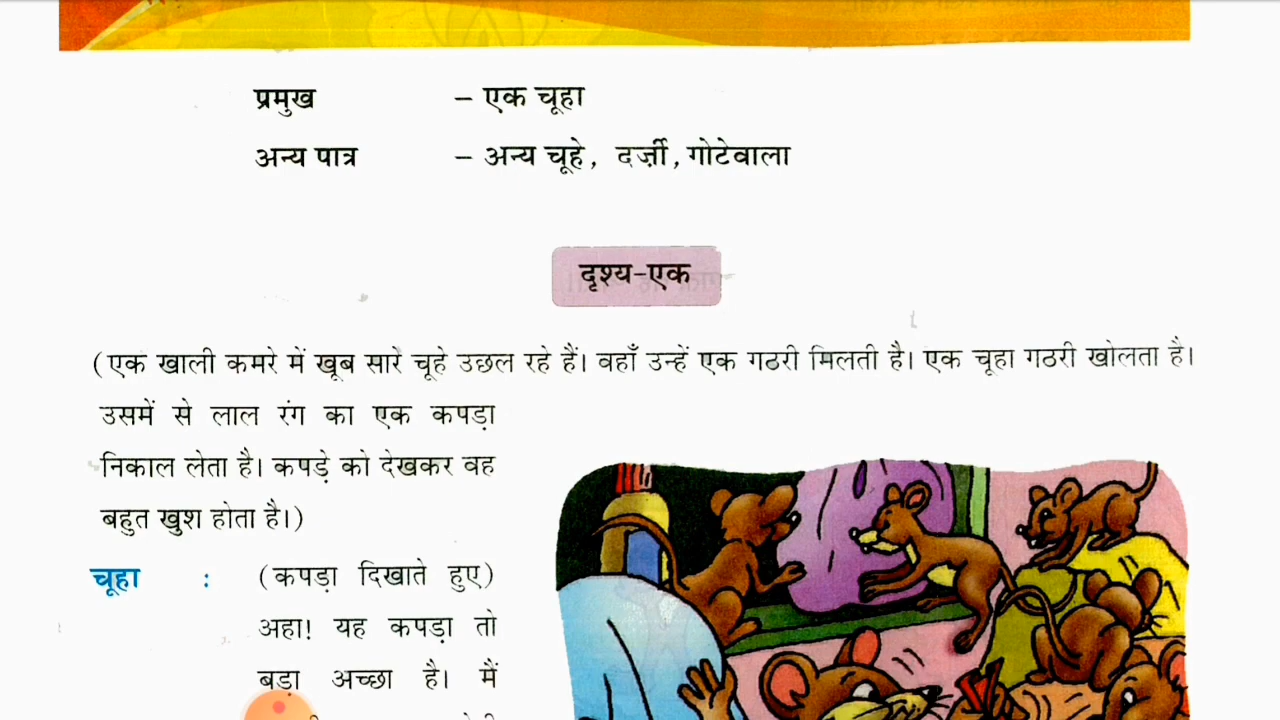 प्रमुख – एक चूहा
अन्य पात्र – अन्य चूहे, दर्ज़ी, गोटेवाला
दृश्य-एक
(एक खाली कमरे में खूब सारे चूहे उछल रहे हैं। वहाँ उन्हें एक गठरी मिलती है। एक चूहा गठरी खोलता है।
उसमें से लाल रंग का एक कपड़ा
निकाल लेता है। कपड़े को देखकर वह
बहुत खुश होता है।)
चूहा : (कपड़ा दिखाते हुए)
अहा! यह कपड़ा तो
बड़ा अच्छा है। मैं